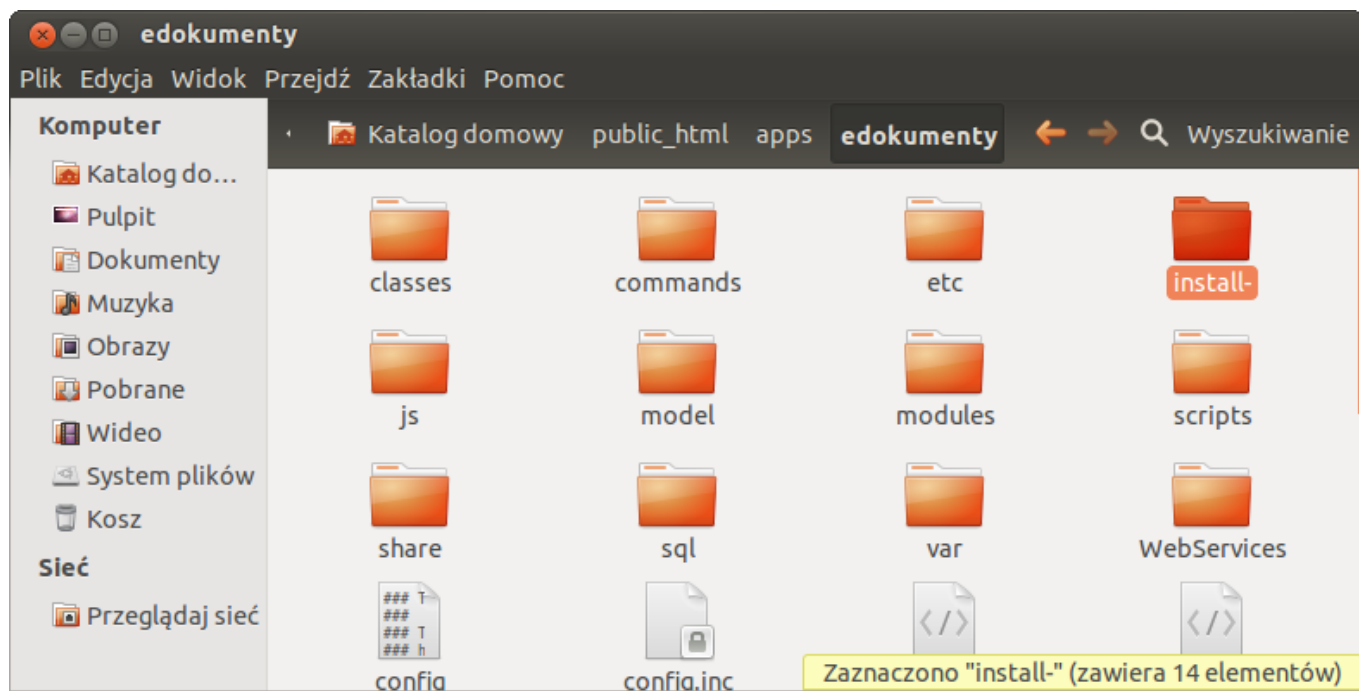 edokumenty
Plik Edycja Widok Przejdź Zakładki Pomoc
Komputer
Katalog do...
Pulpit
Dokumenty
Muzyka
Obrazy
Pobrane
Wideo
System plików
Kosz
Sieć
Przeglądaj sieć
Katalog domowy public_html apps edokumenty Wyszukiwanie
classes commands etc install-
js model modules scripts
share sql var WebServices
### T
###
### T
### h
</> </>
config config.inc
Zaznaczono "install-" (zawiera 14 elementów)